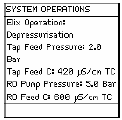 SYSTEM OPERATIONS
Elix Operation:
Depressurisation
Tap Feed Pressure: 2.0
Bar
Tap Feed C: 420 µS/cm TC
RO Pump Pressure: 5.0 Bar
RO Feed C: 600 µS/cm TC